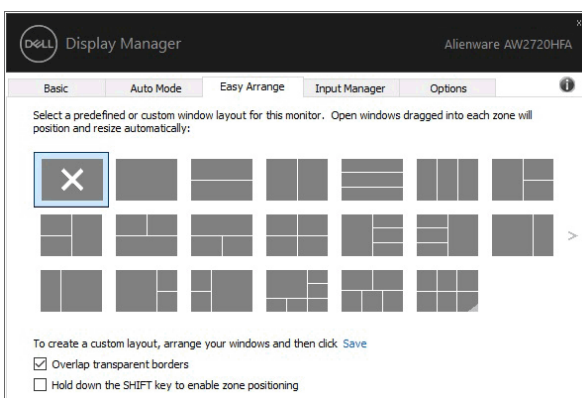 DELL Display Manager Alienware AW2720HFA
Basic Auto Mode Easy Arrange Input Manager Options
Select a predefined or custom window layout for this monitor. Open windows dragged into each zone will
position and resize automatically:
To create a custom layout, arrange your windows and then click Save
Overlap transparent borders
Hold down the SHIFT key to enable zone positioning